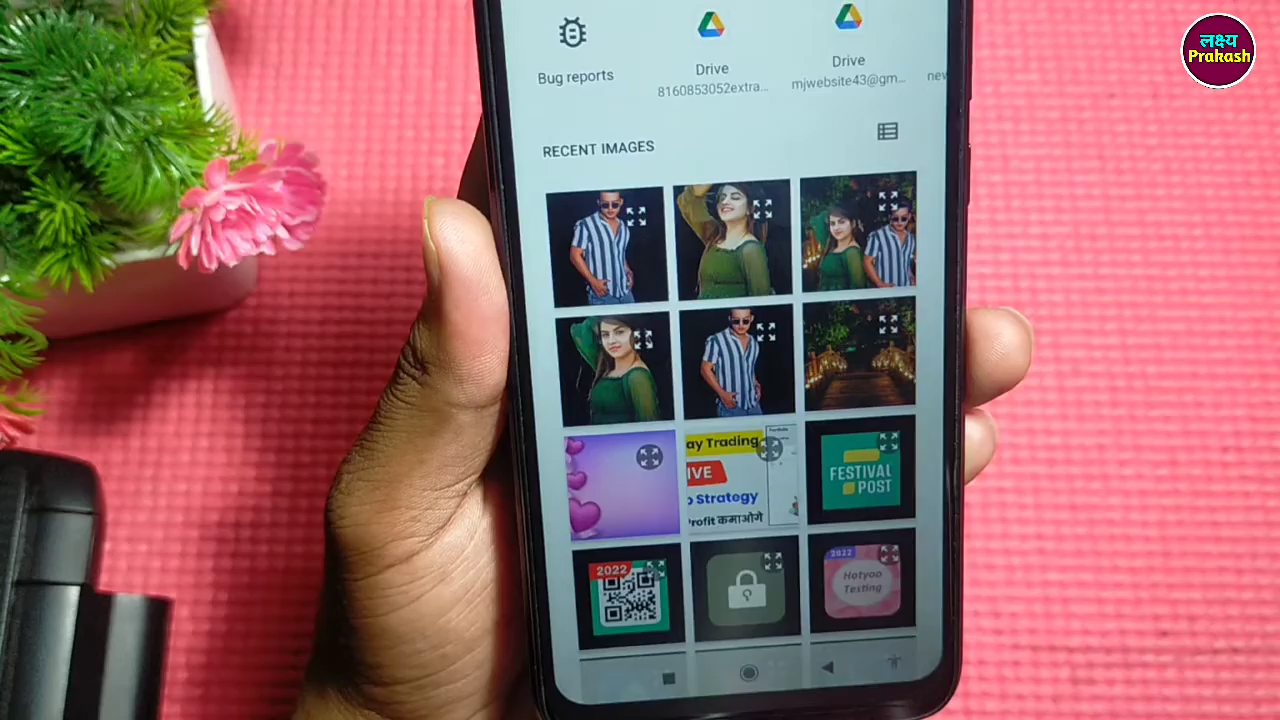 लक्ष्य
Prakash
Bug reports
Drive
8160853052extra...
Drive
mjwebsite43@gm...
RECENT IMAGES
ay Trading
IVE
Strategy
Profit कमाओगे
FESTIVAL
POST
2022
2022
Hotyoo
Testing